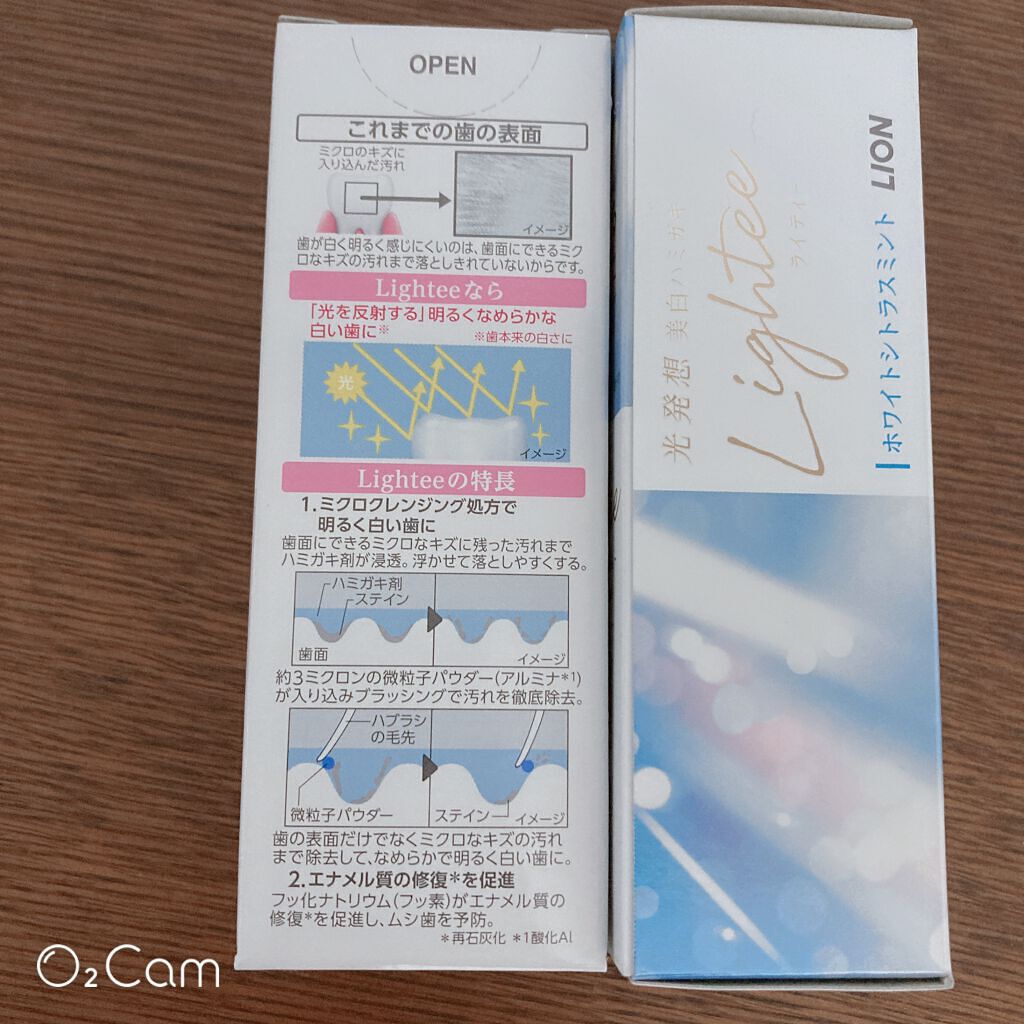 OPEN
これまでの歯の表面
ミクロのキズに
入り込んだ汚れ
イメージ
歯が白く明るく感じにくいのは、歯面にできるミク
ロなキズの汚れまで落としきれていないからです。
Lighteeなら
「光を反射する」明るくなめらかな
白い歯に※
※歯本来の白さに
光
イメージ
Lighteeの特長
1.ミクロクレンジング処方で
明るく白い歯に
歯面にできるミクロなキズに残った汚れまで
ハミガキ剤が浸透。浮かせて落としやすくする。
ハミガキ剤
ステイン
歯面
イメージ
約3ミクロンの微粒子パウダー(アルミナ*1)
が入り込みブラッシングで汚れを徹底除去。
ハブラシ
の毛先
微粒子パウダー
ステイン
イメージ
歯の表面だけでなくミクロなキズの汚れ
まで除去して、なめらかで明るく白い歯に。
2.エナメル質の修復*を促進
フッ化ナトリウム(フッ素)がエナメル質の
修復*を促進し、ムシ歯を予防。
*再石灰化 *1酸化Al
光発想 美白ハミガキ
Lightee
ライティー
ホワイトシトラスミント
LION
O2Cam